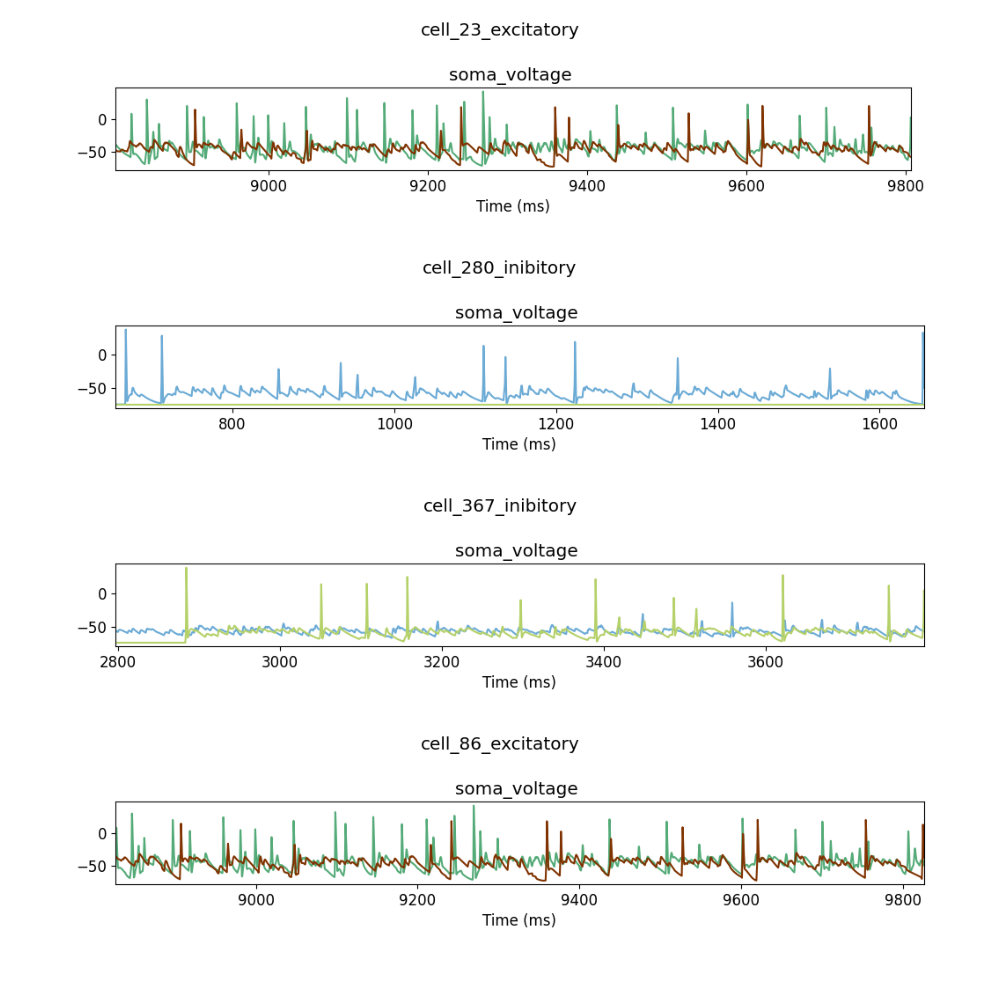 cell_23_excitatory
soma_voltage
0
−50
9000 9200 9400 9600 9800
Time (ms)
cell_280_inibitory
soma_voltage
0
−50
800 1000 1200 1400 1600
Time (ms)
cell_367_inibitory
soma_voltage
0
−50
2800 3000 3200 3400 3600
Time (ms)
cell_86_excitatory
soma_voltage
0
−50
9000 9200 9400 9600 9800
Time (ms)